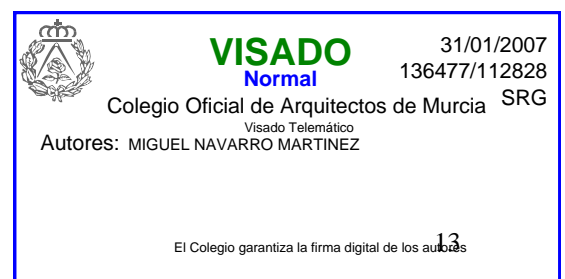 VISADO
Normal
31/01/2007
136477/112828
SRG
Colegio Oficial de Arquitectos de Murcia
Visado Telemático
Autores: MIGUEL NAVARRO MARTINEZ
El Colegio garantiza la firma digital de los autores
13